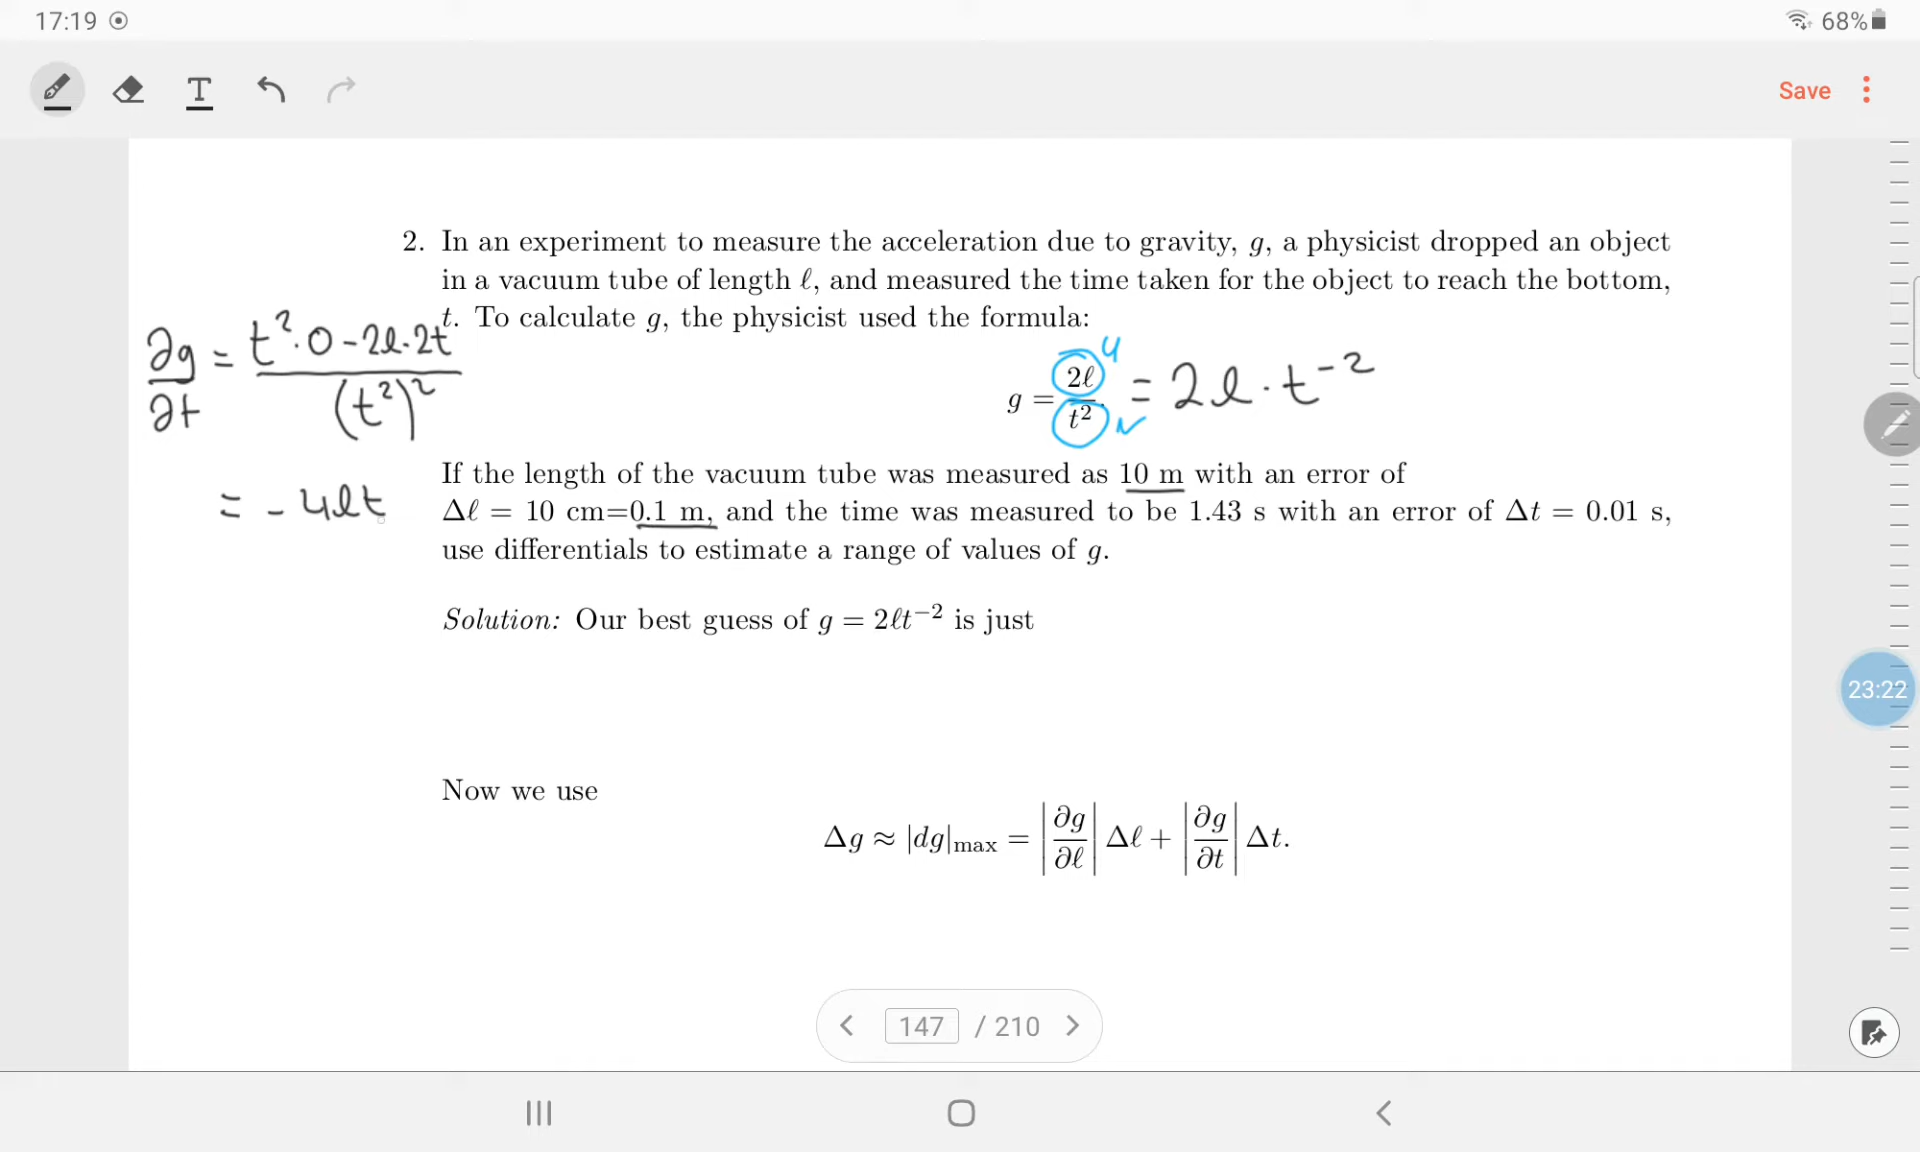 17:19
68%
T
Save
2. In an experiment to measure the acceleration due to gravity, g, a physicist dropped an object
in a vacuum tube of length ℓ, and measured the time taken for the object to reach the bottom,
t. To calculate g, the physicist used the formula:
∂g/∂t = (t²·0 - 2l·2t)/(t²)²
g = 2ℓ/t². = 2l·t⁻²
u
v
If the length of the vacuum tube was measured as 10 m with an error of
= -4lt
Δℓ = 10 cm=0.1 m, and the time was measured to be 1.43 s with an error of Δt = 0.01 s,
use differentials to estimate a range of values of g.
Solution: Our best guess of g = 2ℓt⁻² is just
23:22
Now we use
Δg ≈ |dg|max = |∂g/∂ℓ| Δℓ + |∂g/∂t| Δt.
147 / 210